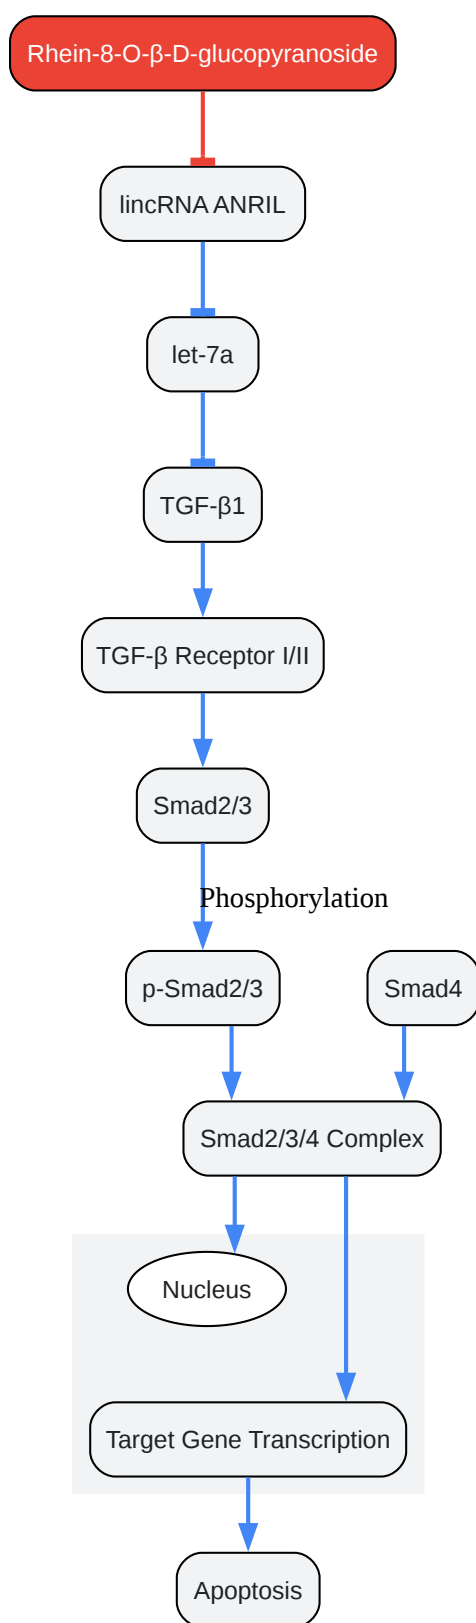 Rhein-8-O-β-D-glucopyranoside
lincRNA ANRIL
let-7a
TGF-β1
TGF-β Receptor I/II
Smad2/3
Phosphorylation
p-Smad2/3
Smad4
Smad2/3/4 Complex
Nucleus
Target Gene Transcription
Apoptosis